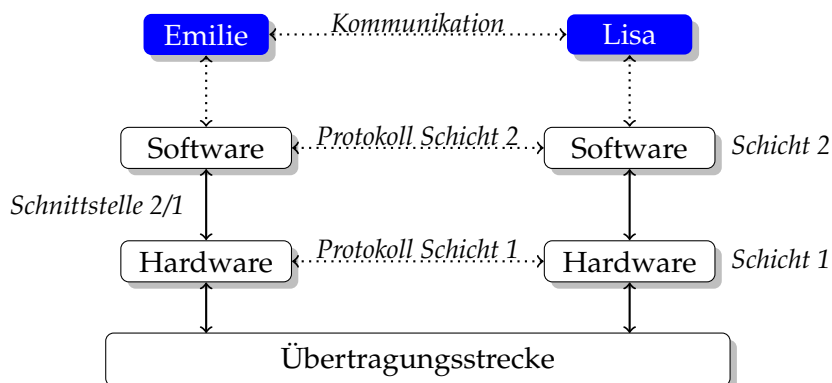 Emilie Kommunikation Lisa
Software Protokoll Schicht 2 Software Schicht 2
Schnittstelle 2/1
Hardware Protokoll Schicht 1 Hardware Schicht 1
Übertragungsstrecke